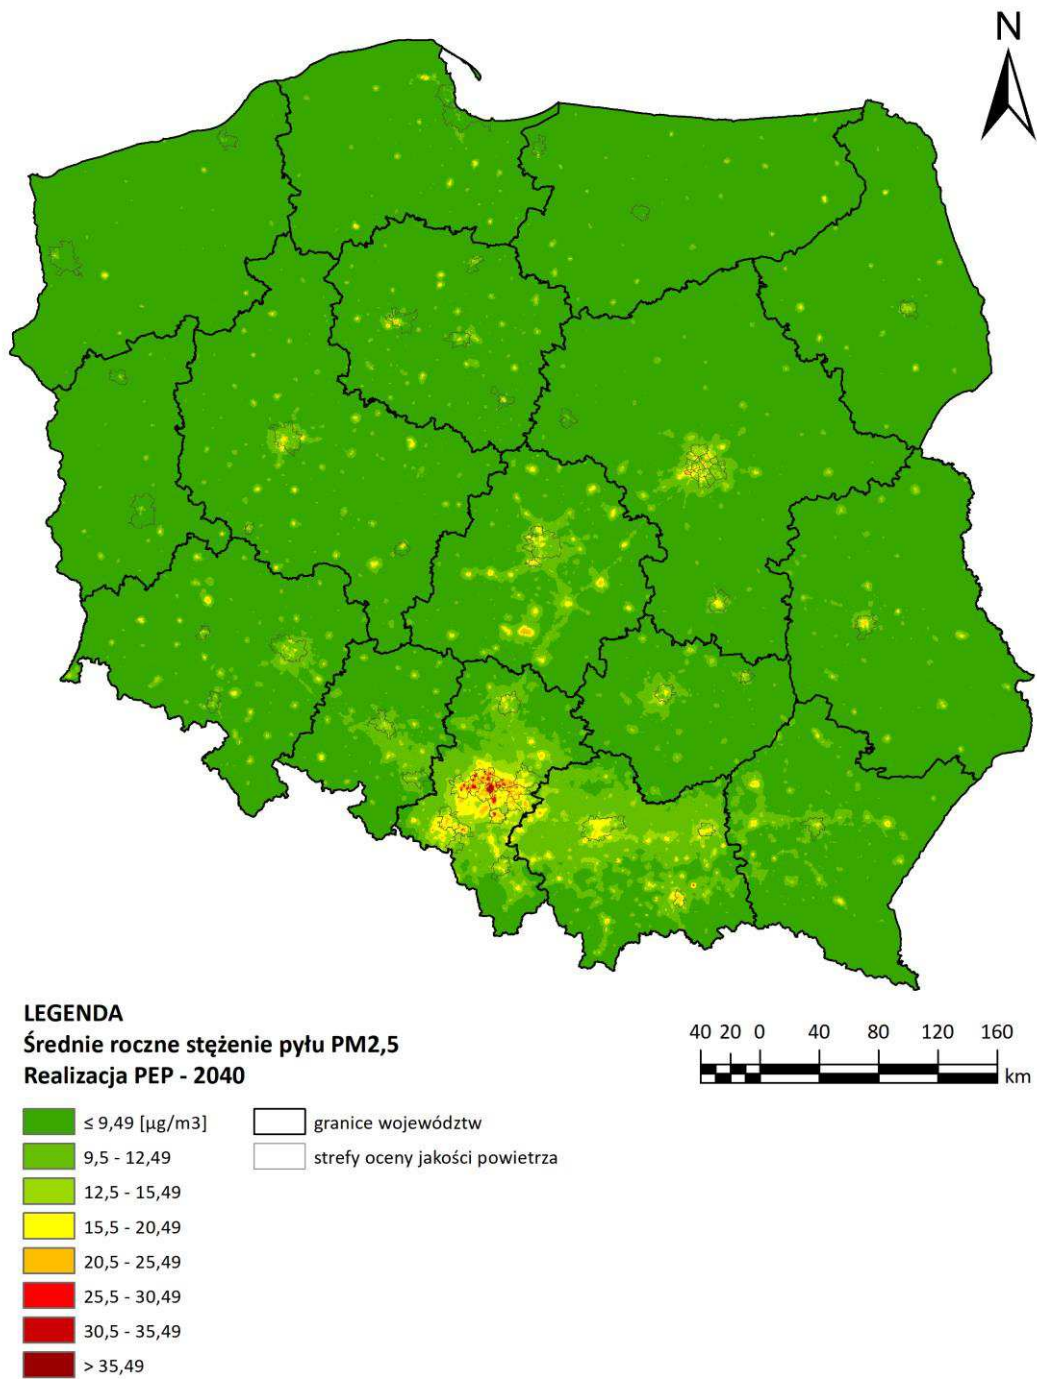 N
LEGENDA
Średnie roczne stężenie pyłu PM2,5
Realizacja PEP - 2040
≤ 9,49 [µg/m3]
9,5 - 12,49
12,5 - 15,49
15,5 - 20,49
20,5 - 25,49
25,5 - 30,49
30,5 - 35,49
> 35,49
granice województw
strefy oceny jakości powietrza
40 20 0 40 80 120 160
km